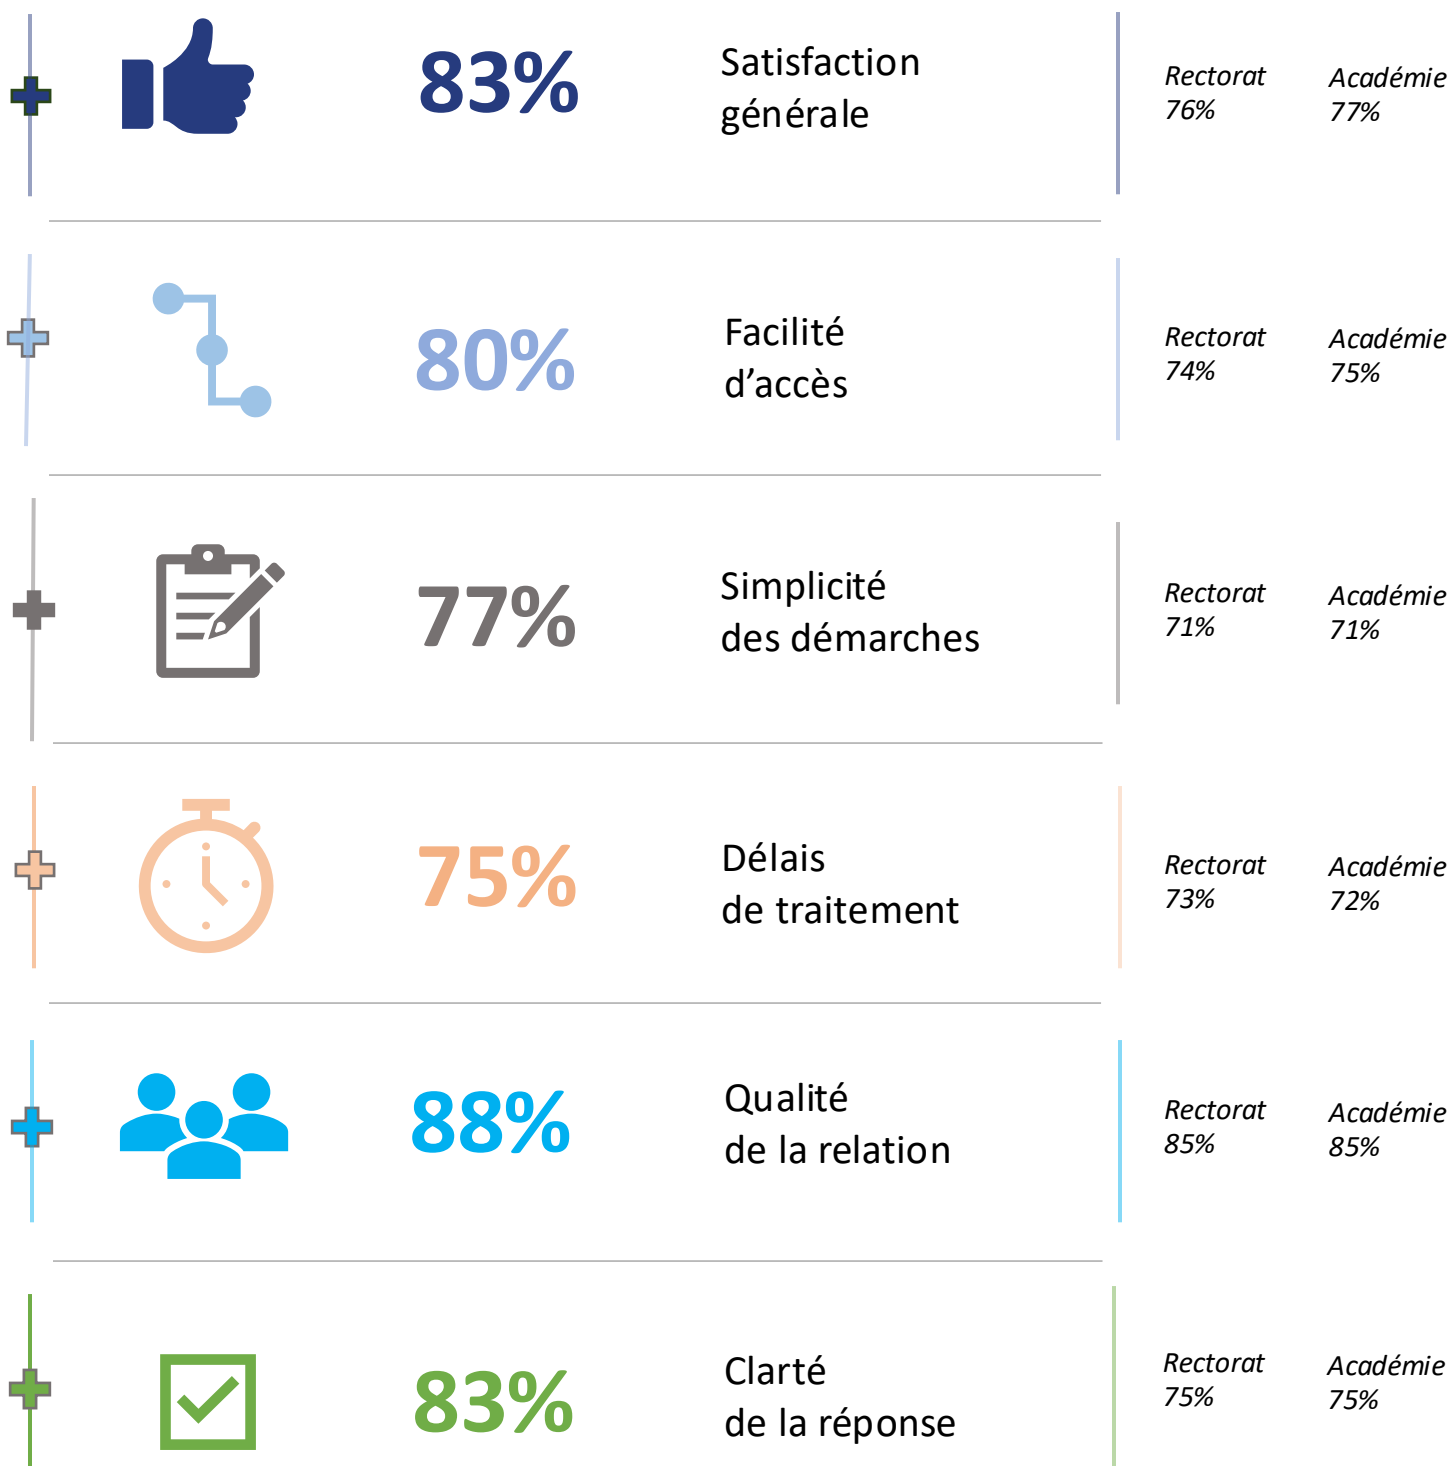 83%
Satisfaction
générale
Rectorat
76%
Académie
77%
80%
Facilité
d’accès
Rectorat
74%
Académie
75%
77%
Simplicité
des démarches
Rectorat
71%
Académie
71%
75%
Délais
de traitement
Rectorat
73%
Académie
72%
88%
Qualité
de la relation
Rectorat
85%
Académie
85%
83%
Clarté
de la réponse
Rectorat
75%
Académie
75%